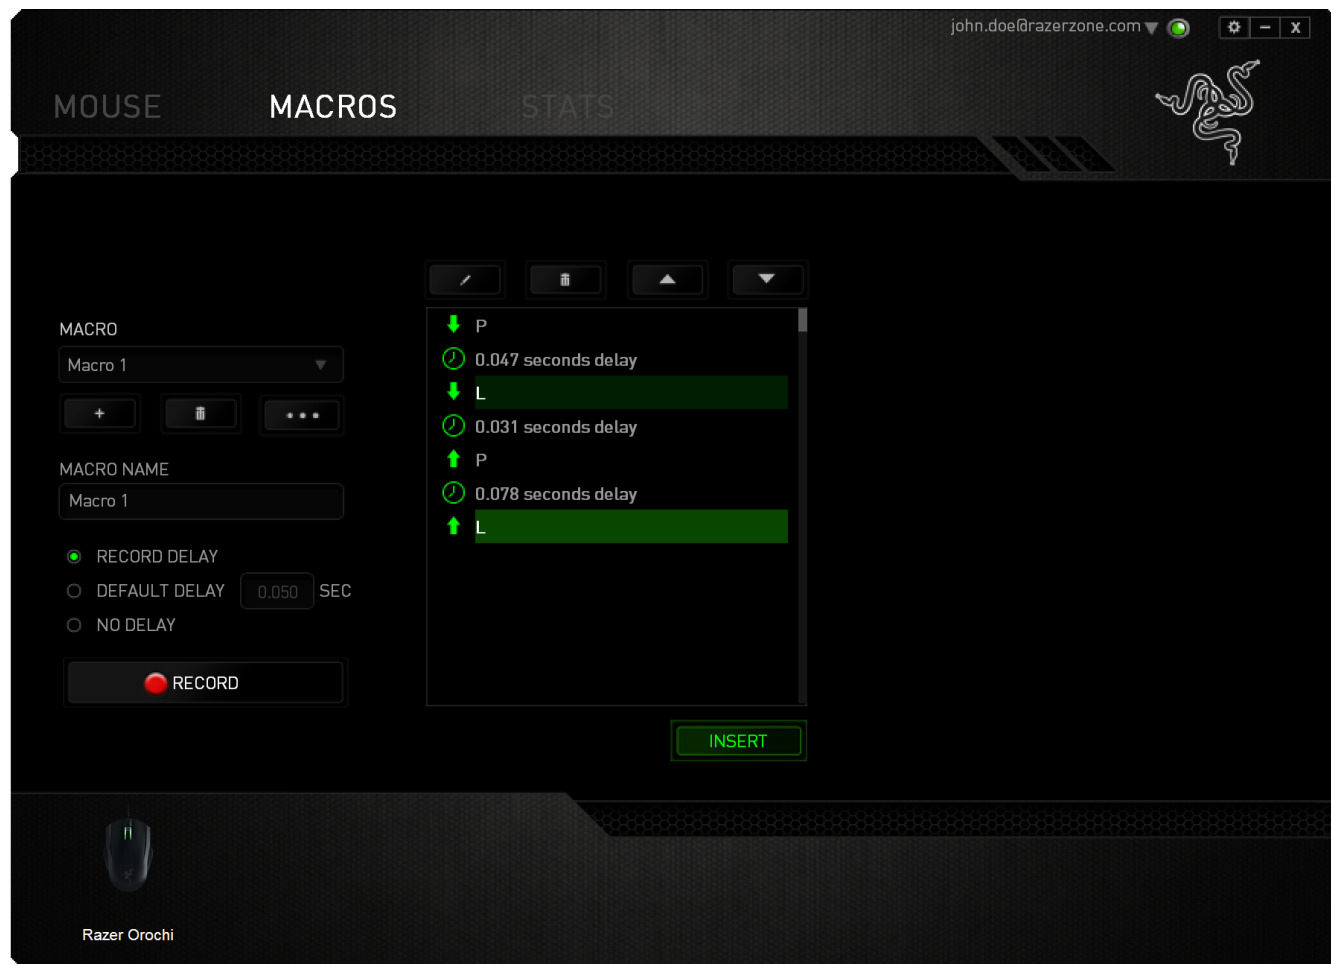 john.doe@razerzone.com
MOUSE MACROS STATS
MACRO
Macro 1
MACRO NAME
Macro 1
RECORD DELAY
DEFAULT DELAY 0.050 SEC
NO DELAY
RECORD
P
0.047 seconds delay
L
0.031 seconds delay
P
0.078 seconds delay
L
INSERT
Razer Orochi